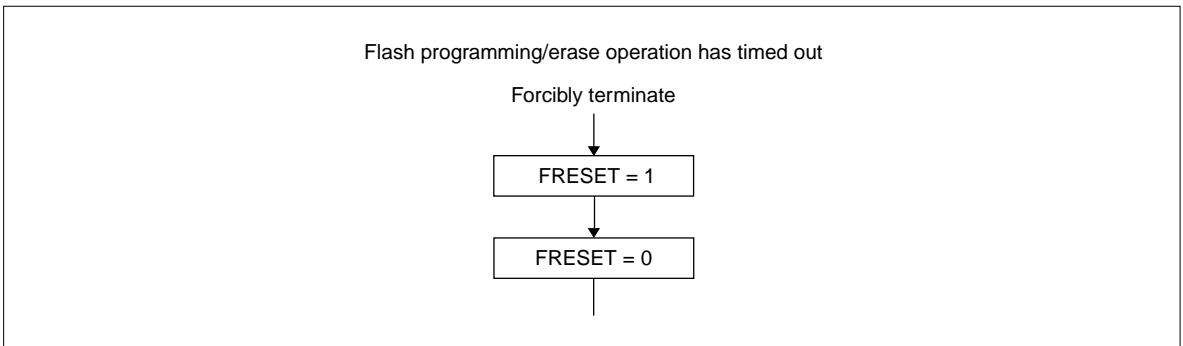 Flash programming/erase operation has timed out
Forcibly terminate
FRESET = 1
FRESET = 0